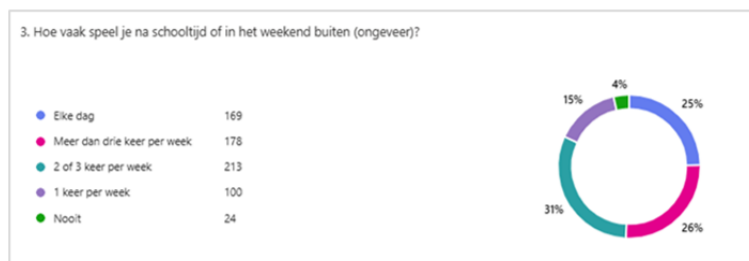 3. Hoe vaak speel je na schooltijd of in het weekend buiten (ongeveer)?
Elke dag 169
Meer dan drie keer per week 178
2 of 3 keer per week 213
1 keer per week 100
Nooit 24
4%
15%
25%
31%
26%